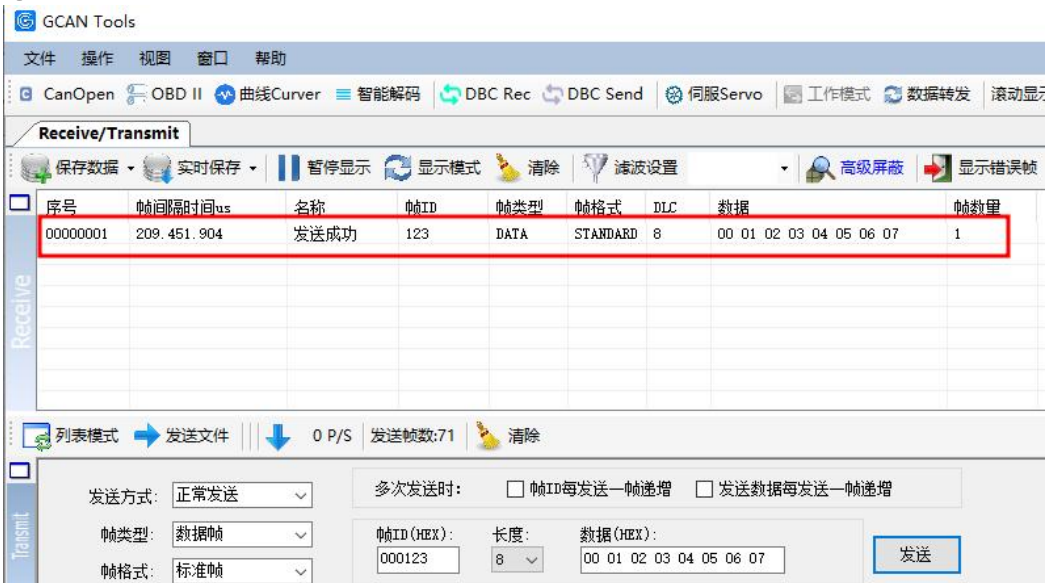 GCAN Tools
文件 操作 视图 窗口 帮助
CanOpen OBD II 曲线Curver 智能解码 DBC Rec DBC Send 伺服Servo 工作模式 数据转发 滚动显示
Receive/Transmit
保存数据 实时保存 暂停显示 显示模式 清除 滤波设置 高级屏蔽 显示错误帧
序号 帧间隔时间us 名称 帧ID 帧类型 帧格式 DLC 数据 帧数量
00000001 209.451.904 发送成功 123 DATA STANDARD 8 00 01 02 03 04 05 06 07 1
Receive
列表模式 发送文件 0 P/S 发送帧数:71 清除
发送方式: 正常发送 多次发送时: 帧ID每发送一帧递增 发送数据每发送一帧递增
帧类型: 数据帧 帧ID(HEX): 长度: 数据(HEX):
000123 8 00 01 02 03 04 05 06 07 发送
帧格式: 标准帧
Transmit